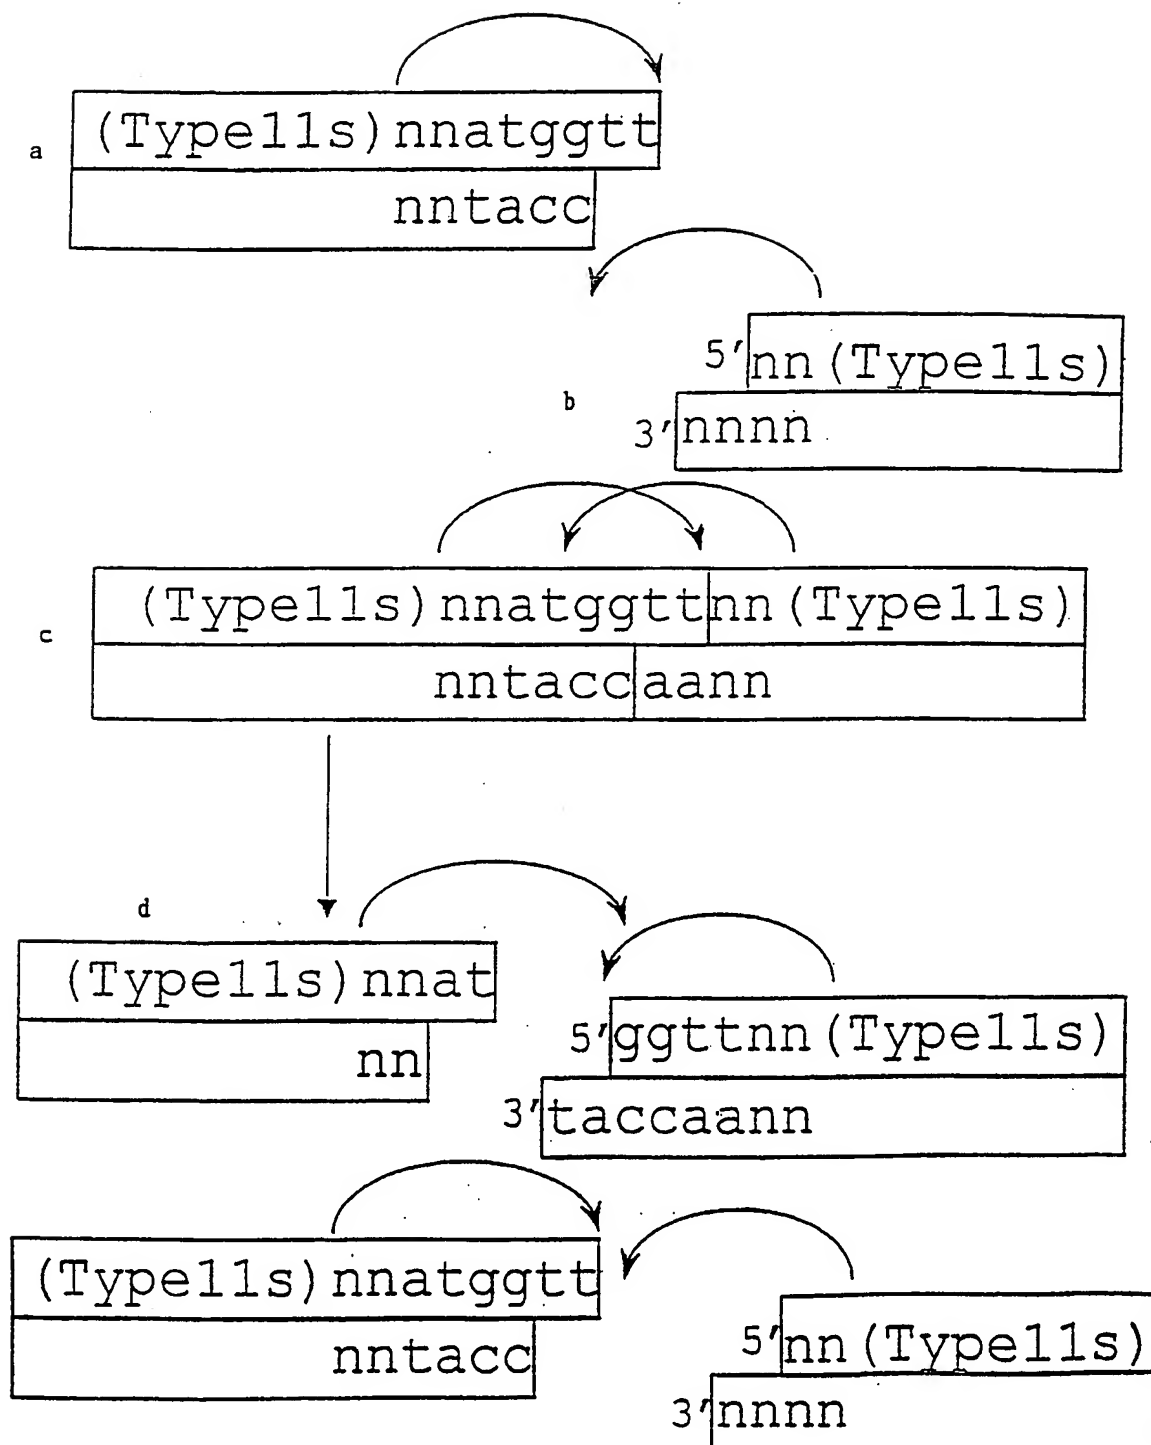 (Type11s)nnatggtt
a
nntacc
5'nn(Type11s)
b
3'nnnn
(Type11s)nnatggttnn(Type11s)
c
nntaccaann
d
(Type11s)nnat
nn
5'ggttnn(Type11s)
3'taccaann
(Type11s)nnatggtt
nntacc
5'nn(Type11s)
3'nnnn